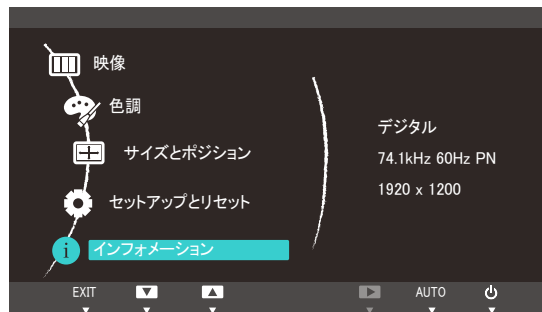 映像
色調
サイズとポジション
セットアップとリセット
i インフォメーション
デジタル
74.1kHz 60Hz PN
1920 x 1200
EXIT
AUTO